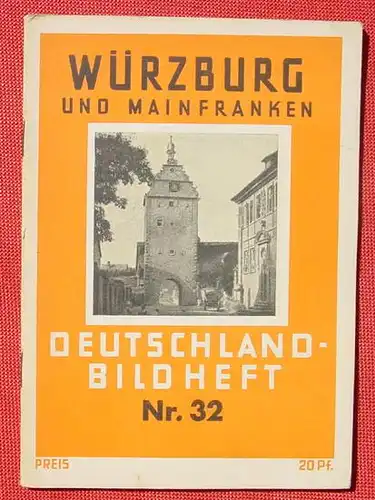 WÜRZBURG
UND MAINFRANKEN
DEUTSCHLAND-
BILDHEFT
Nr. 32
PREIS 20 Pf.